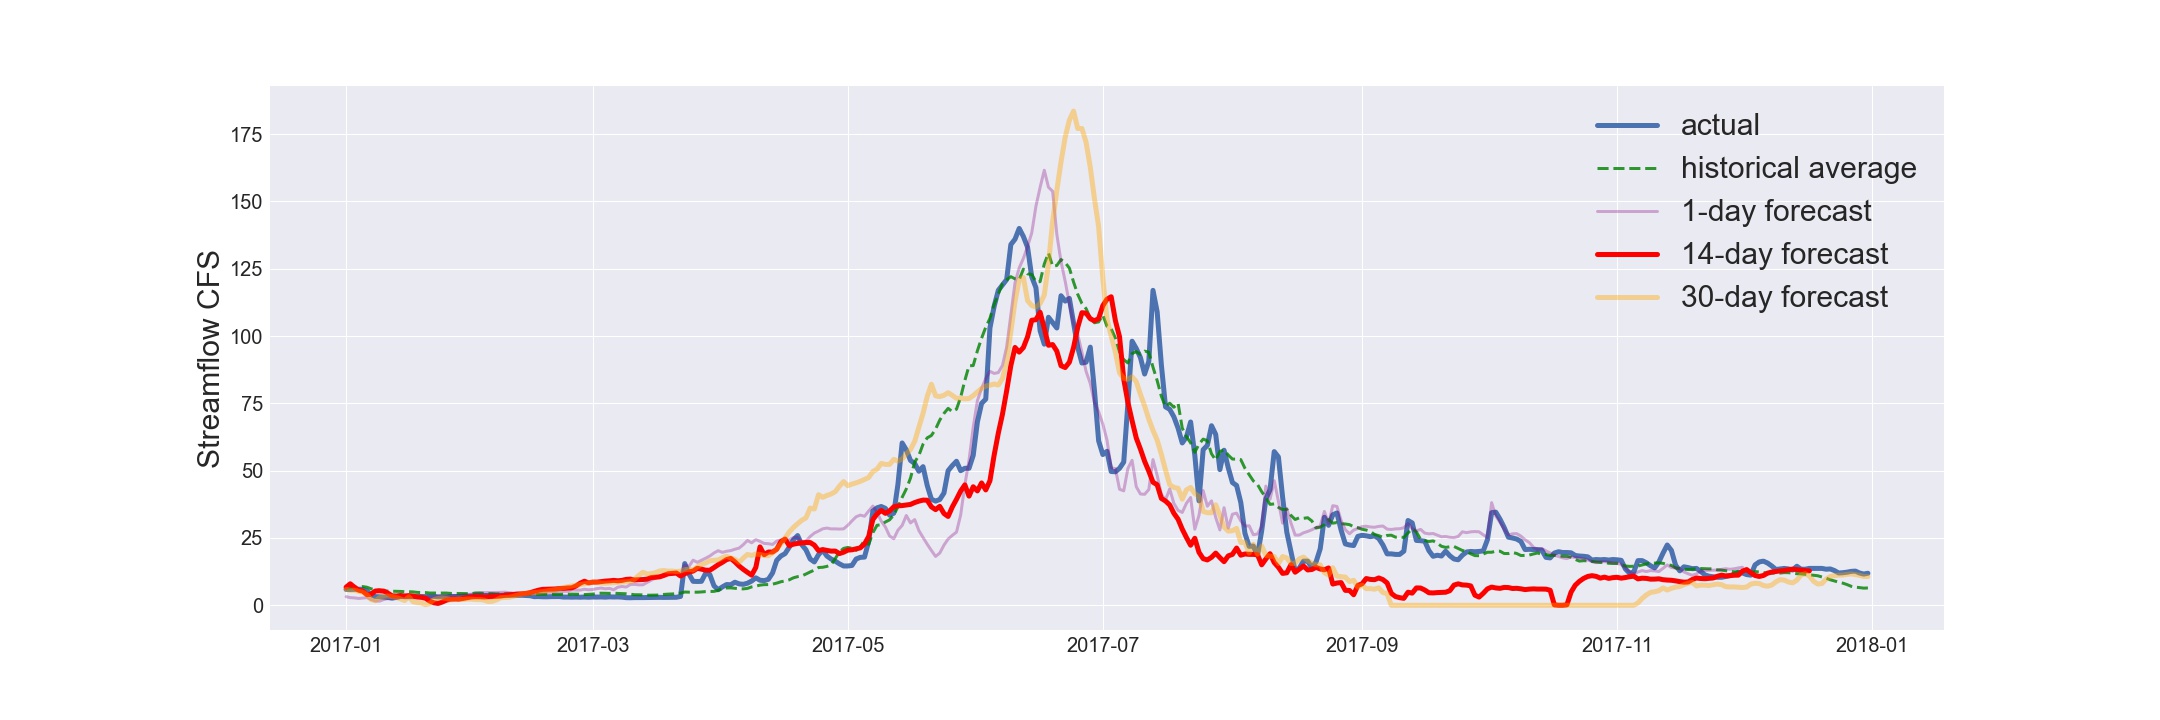 Streamflow CFS
175
150
125
100
75
50
25
0
2017-01
2017-03
2017-05
2017-07
2017-09
2017-11
2018-01
actual
historical average
1-day forecast
14-day forecast
30-day forecast